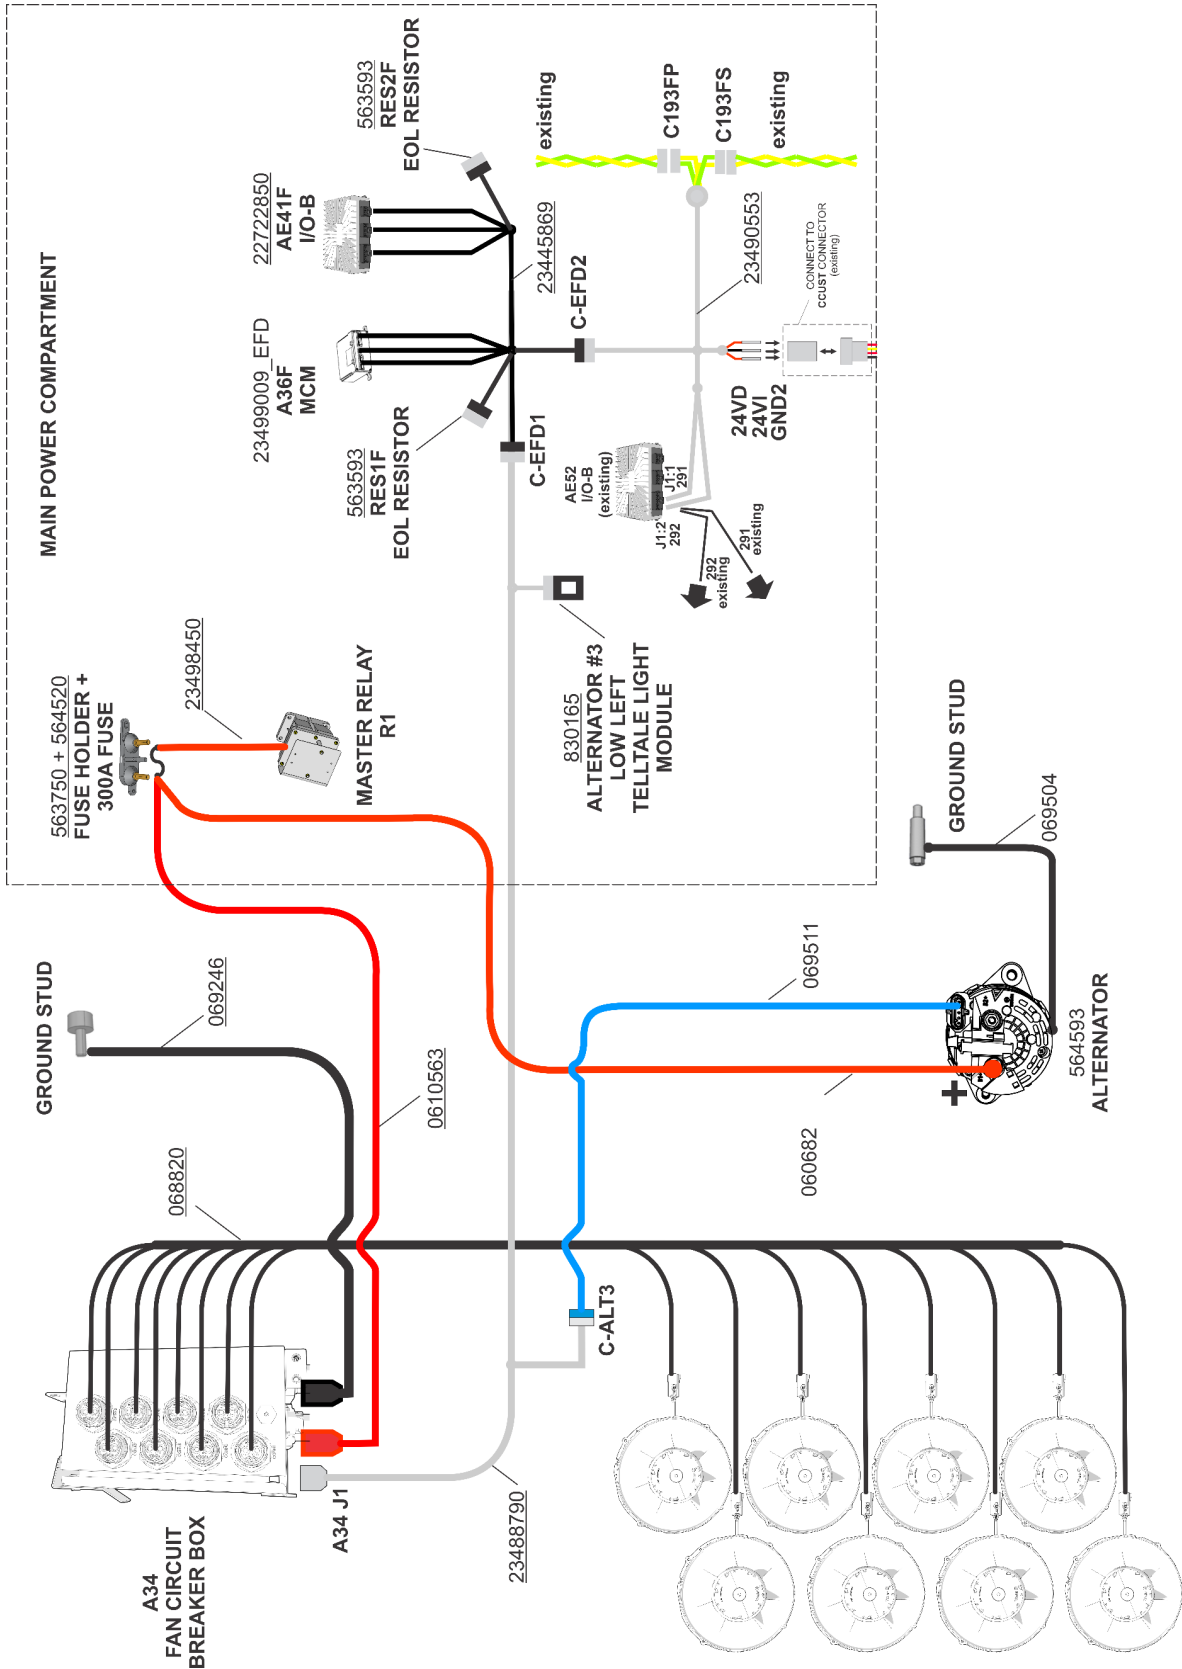 MAIN POWER COMPARTMENT
563593
RES2F
EOL RESISTOR
22722850
AE41F
I/O-B
23499009_EFD
A36F
MCM
563593
RES1F
EOL RESISTOR
23445869
C-EFD2
C-EFD1
existing
C193FP
C193FS
existing
23490553
CONNECT TO
CCUST CONNECTOR
(existing)
24VD
24VI
GND2
AE52
I/O-B
(existing)
J1:1
291
J1:2
292
292
existing
291
existing
830165
ALTERNATOR #3
LOW LEFT
TELLTALE LIGHT
MODULE
563750 + 564520
FUSE HOLDER +
300A FUSE
23498450
MASTER RELAY
R1
GROUND STUD
069504
GROUND STUD
069246
0610563
069511
060682
564593
ALTERNATOR
068820
C-ALT3
A34 J1
23488790
A34
FAN CIRCUIT
BREAKER BOX